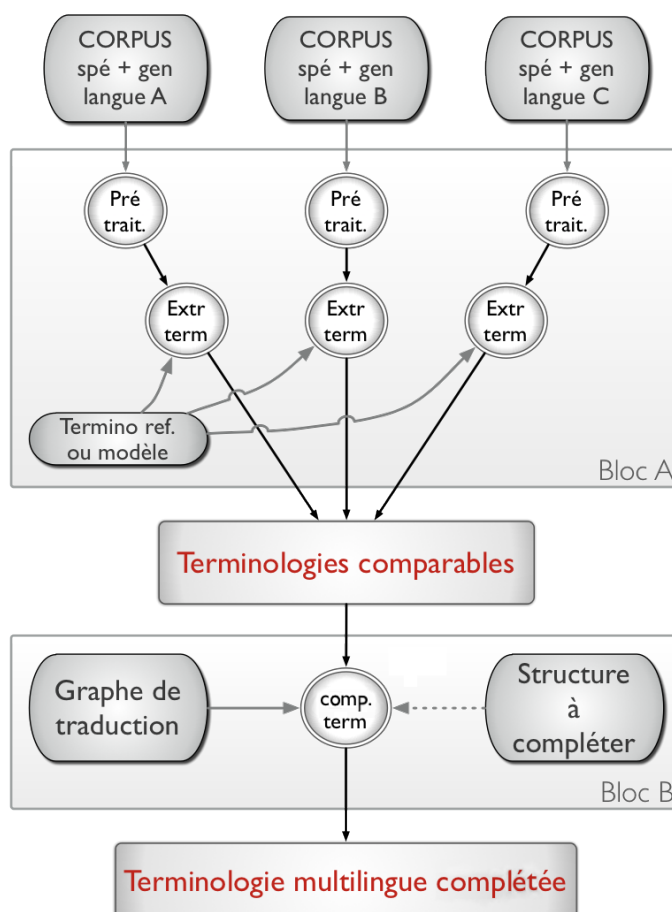 CORPUS
spé + gen
langue A
CORPUS
spé + gen
langue B
CORPUS
spé + gen
langue C
Pré
trait.
Pré
trait.
Pré
trait.
Extr
term
Extr
term
Extr
term
Termino ref.
ou modèle
Bloc A
Terminologies comparables
Graphe de
traduction
comp.
term
Structure
à
compléter
Bloc B
Terminologie multilingue complétée